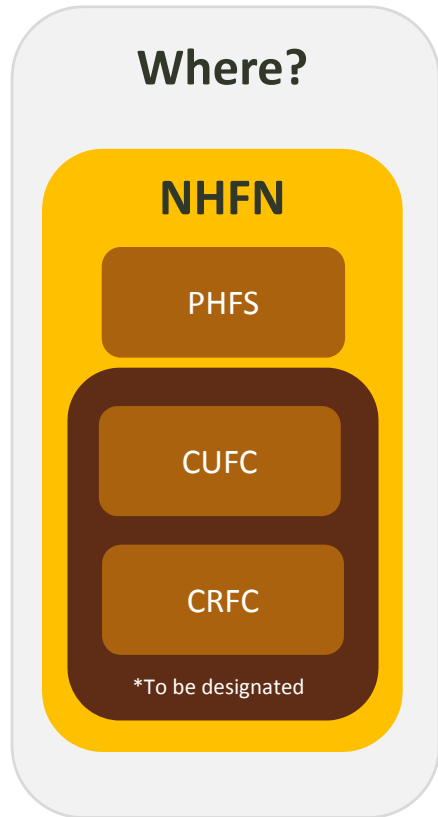 Where?
NHFN
PHFS
CUFC
CRFC
*To be designated